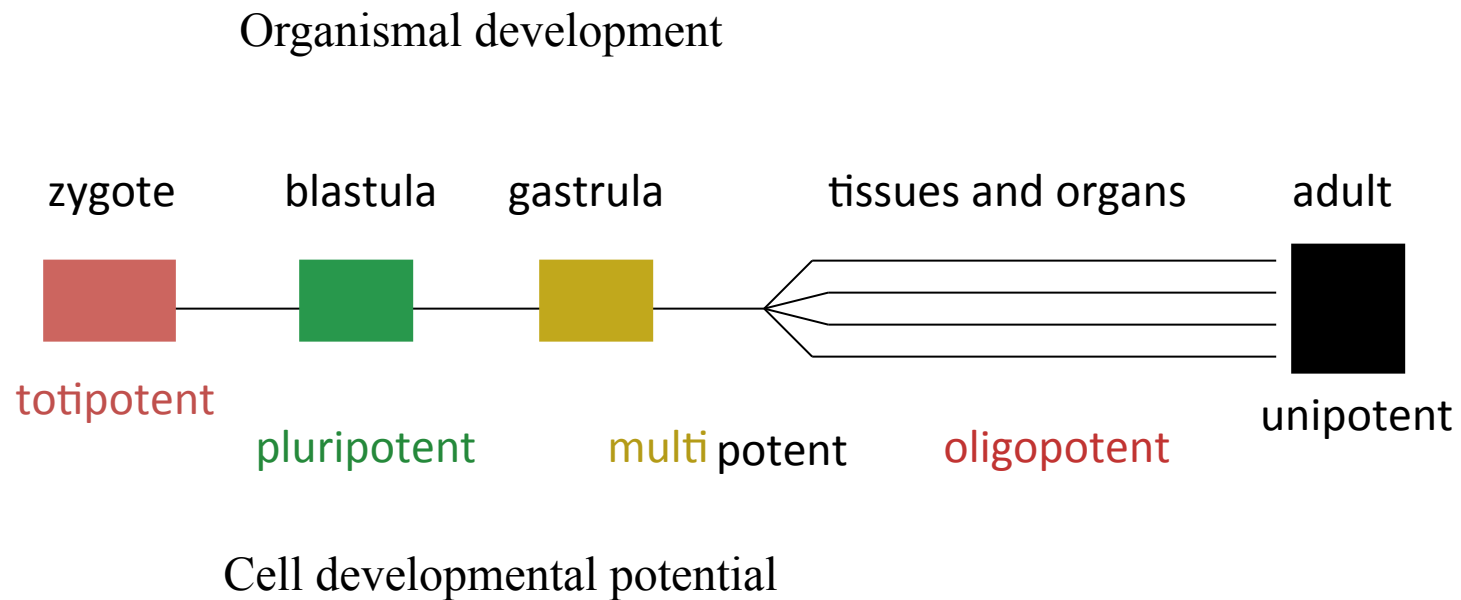 Organismal development
zygote blastula gastrula tissues and organs adult
totipotent pluripotent multi potent oligopotent unipotent
Cell developmental potential